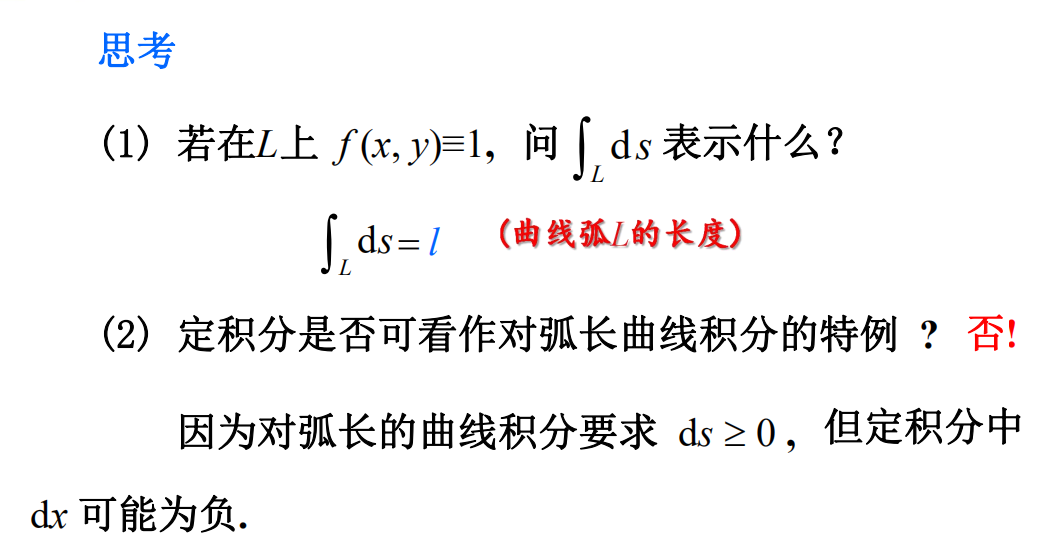 思考
(1) 若在L上 f(x, y)≡1, 问 ∫_L ds 表示什么?
∫_L ds = l (曲线弧L的长度)
(2) 定积分是否可看作对弧长曲线积分的特例 ? 否!
因为对弧长的曲线积分要求 ds ≥ 0 , 但定积分中
dx 可能为负.